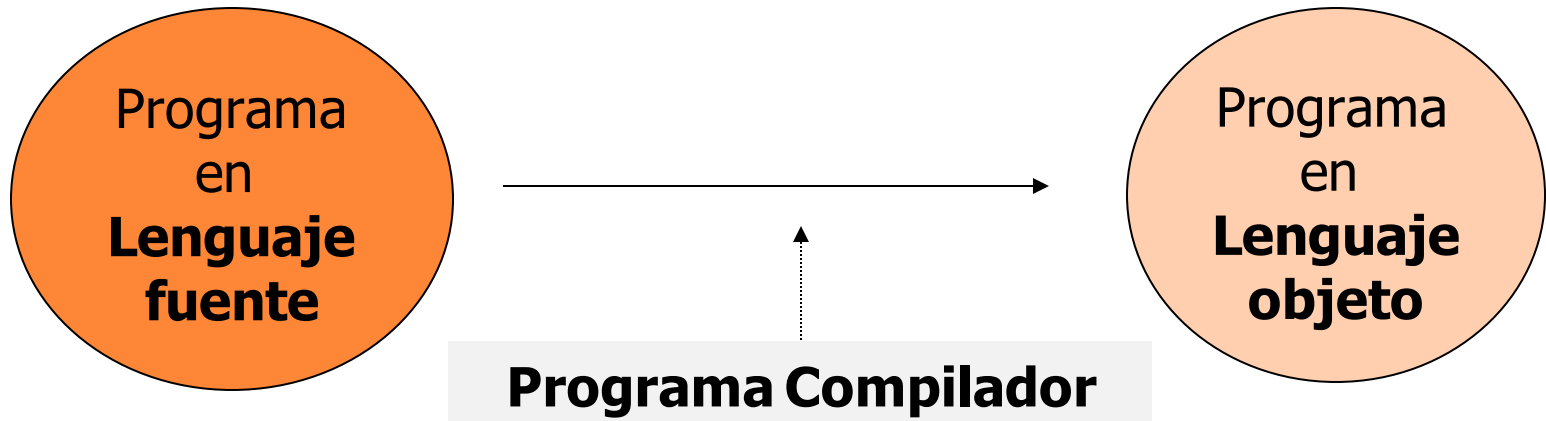 Programa
en
Lenguaje
fuente
Programa
en
Lenguaje
objeto
Programa Compilador